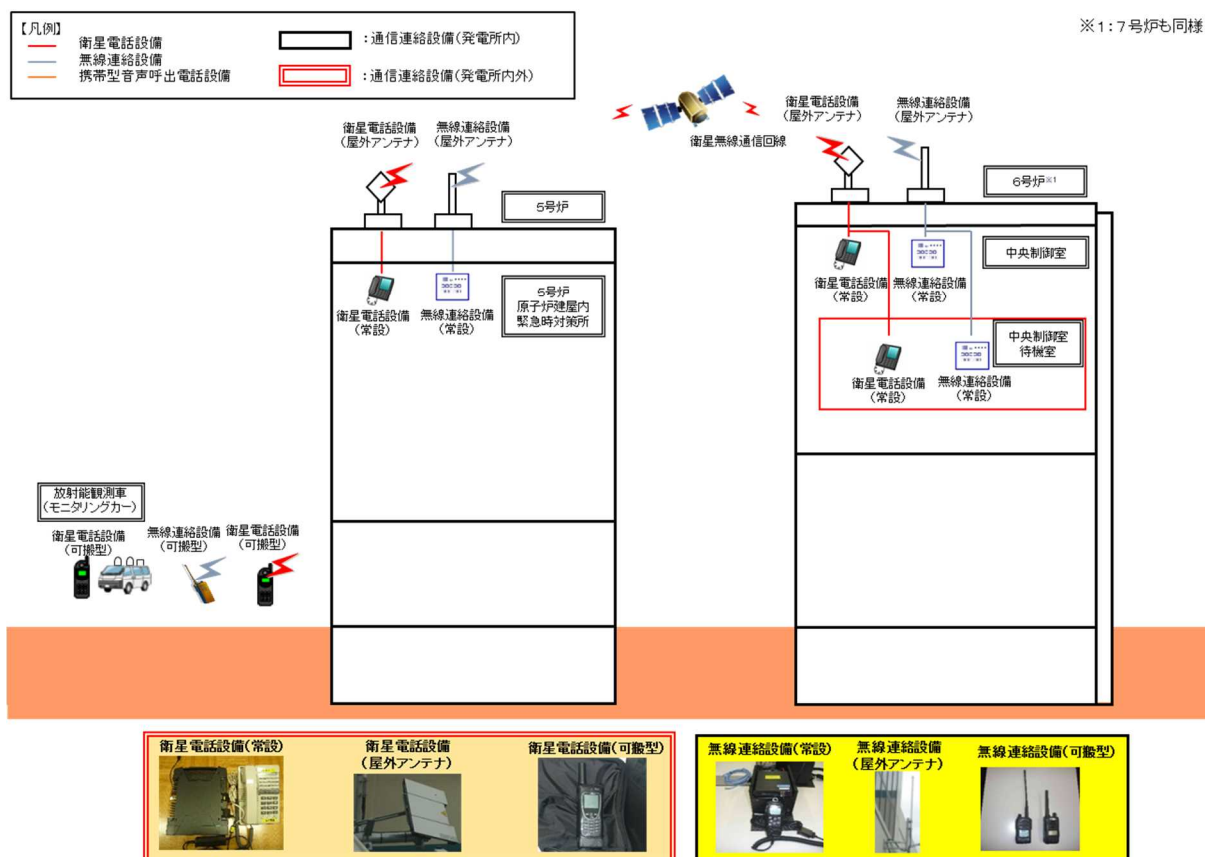 【凡例】
衛星電話設備
無線連絡設備
携帯型音声呼出電話設備
：通信連絡設備(発電所内)
：通信連絡設備(発電所内外)
※1：7号炉も同様
衛星電話設備
(屋外アンテナ)
無線連絡設備
(屋外アンテナ)
衛星無線通信回線
衛星電話設備
(屋外アンテナ)
無線連絡設備
(屋外アンテナ)
5号炉
6号炉※1
衛星電話設備
(常設)
無線連絡設備
(常設)
5号炉
原子炉建屋内
緊急時対策所
衛星電話設備
(常設)
無線連絡設備
(常設)
中央制御室
衛星電話設備
(常設)
無線連絡設備
(常設)
中央制御室
待機室
放射能観測車
(モニタリングカー)
衛星電話設備
(可搬型)
無線連絡設備
(可搬型)
衛星電話設備
(可搬型)
衛星電話設備(常設)
衛星電話設備
(屋外アンテナ)
衛星電話設備(可搬型)
無線連絡設備(常設)
無線連絡設備
(屋外アンテナ)
無線連絡設備(可搬型)